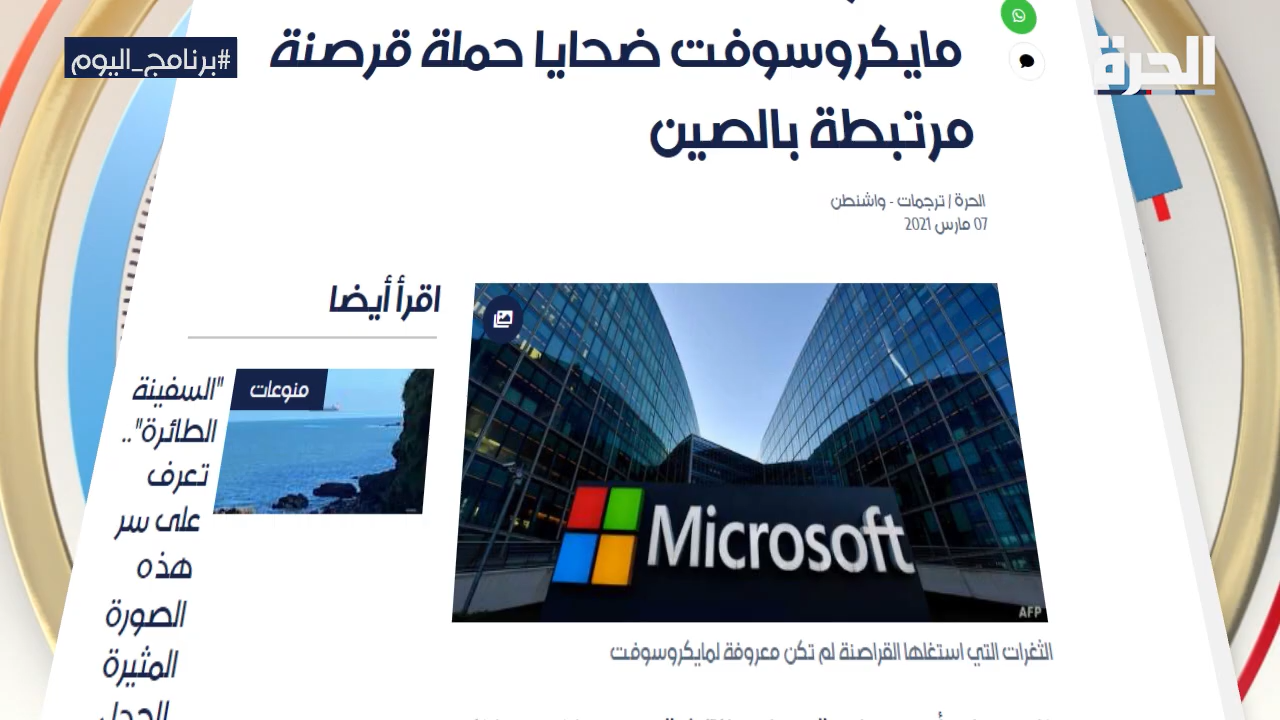 #برنامج_اليوم
الحرة
مايكروسوفت ضحايا حملة قرصنة
مرتبطة بالصين
الحرة / ترجمات - واشنطن
07 مارس 2021
اقرأ أيضا
منوعات
"السفينة
الطائرة"..
تعرف
على سر
هذه
الصورة
المثيرة
Microsoft
AFP
الثغرات التي استغلها القراصنة لم تكن معروفة لمايكروسوفت